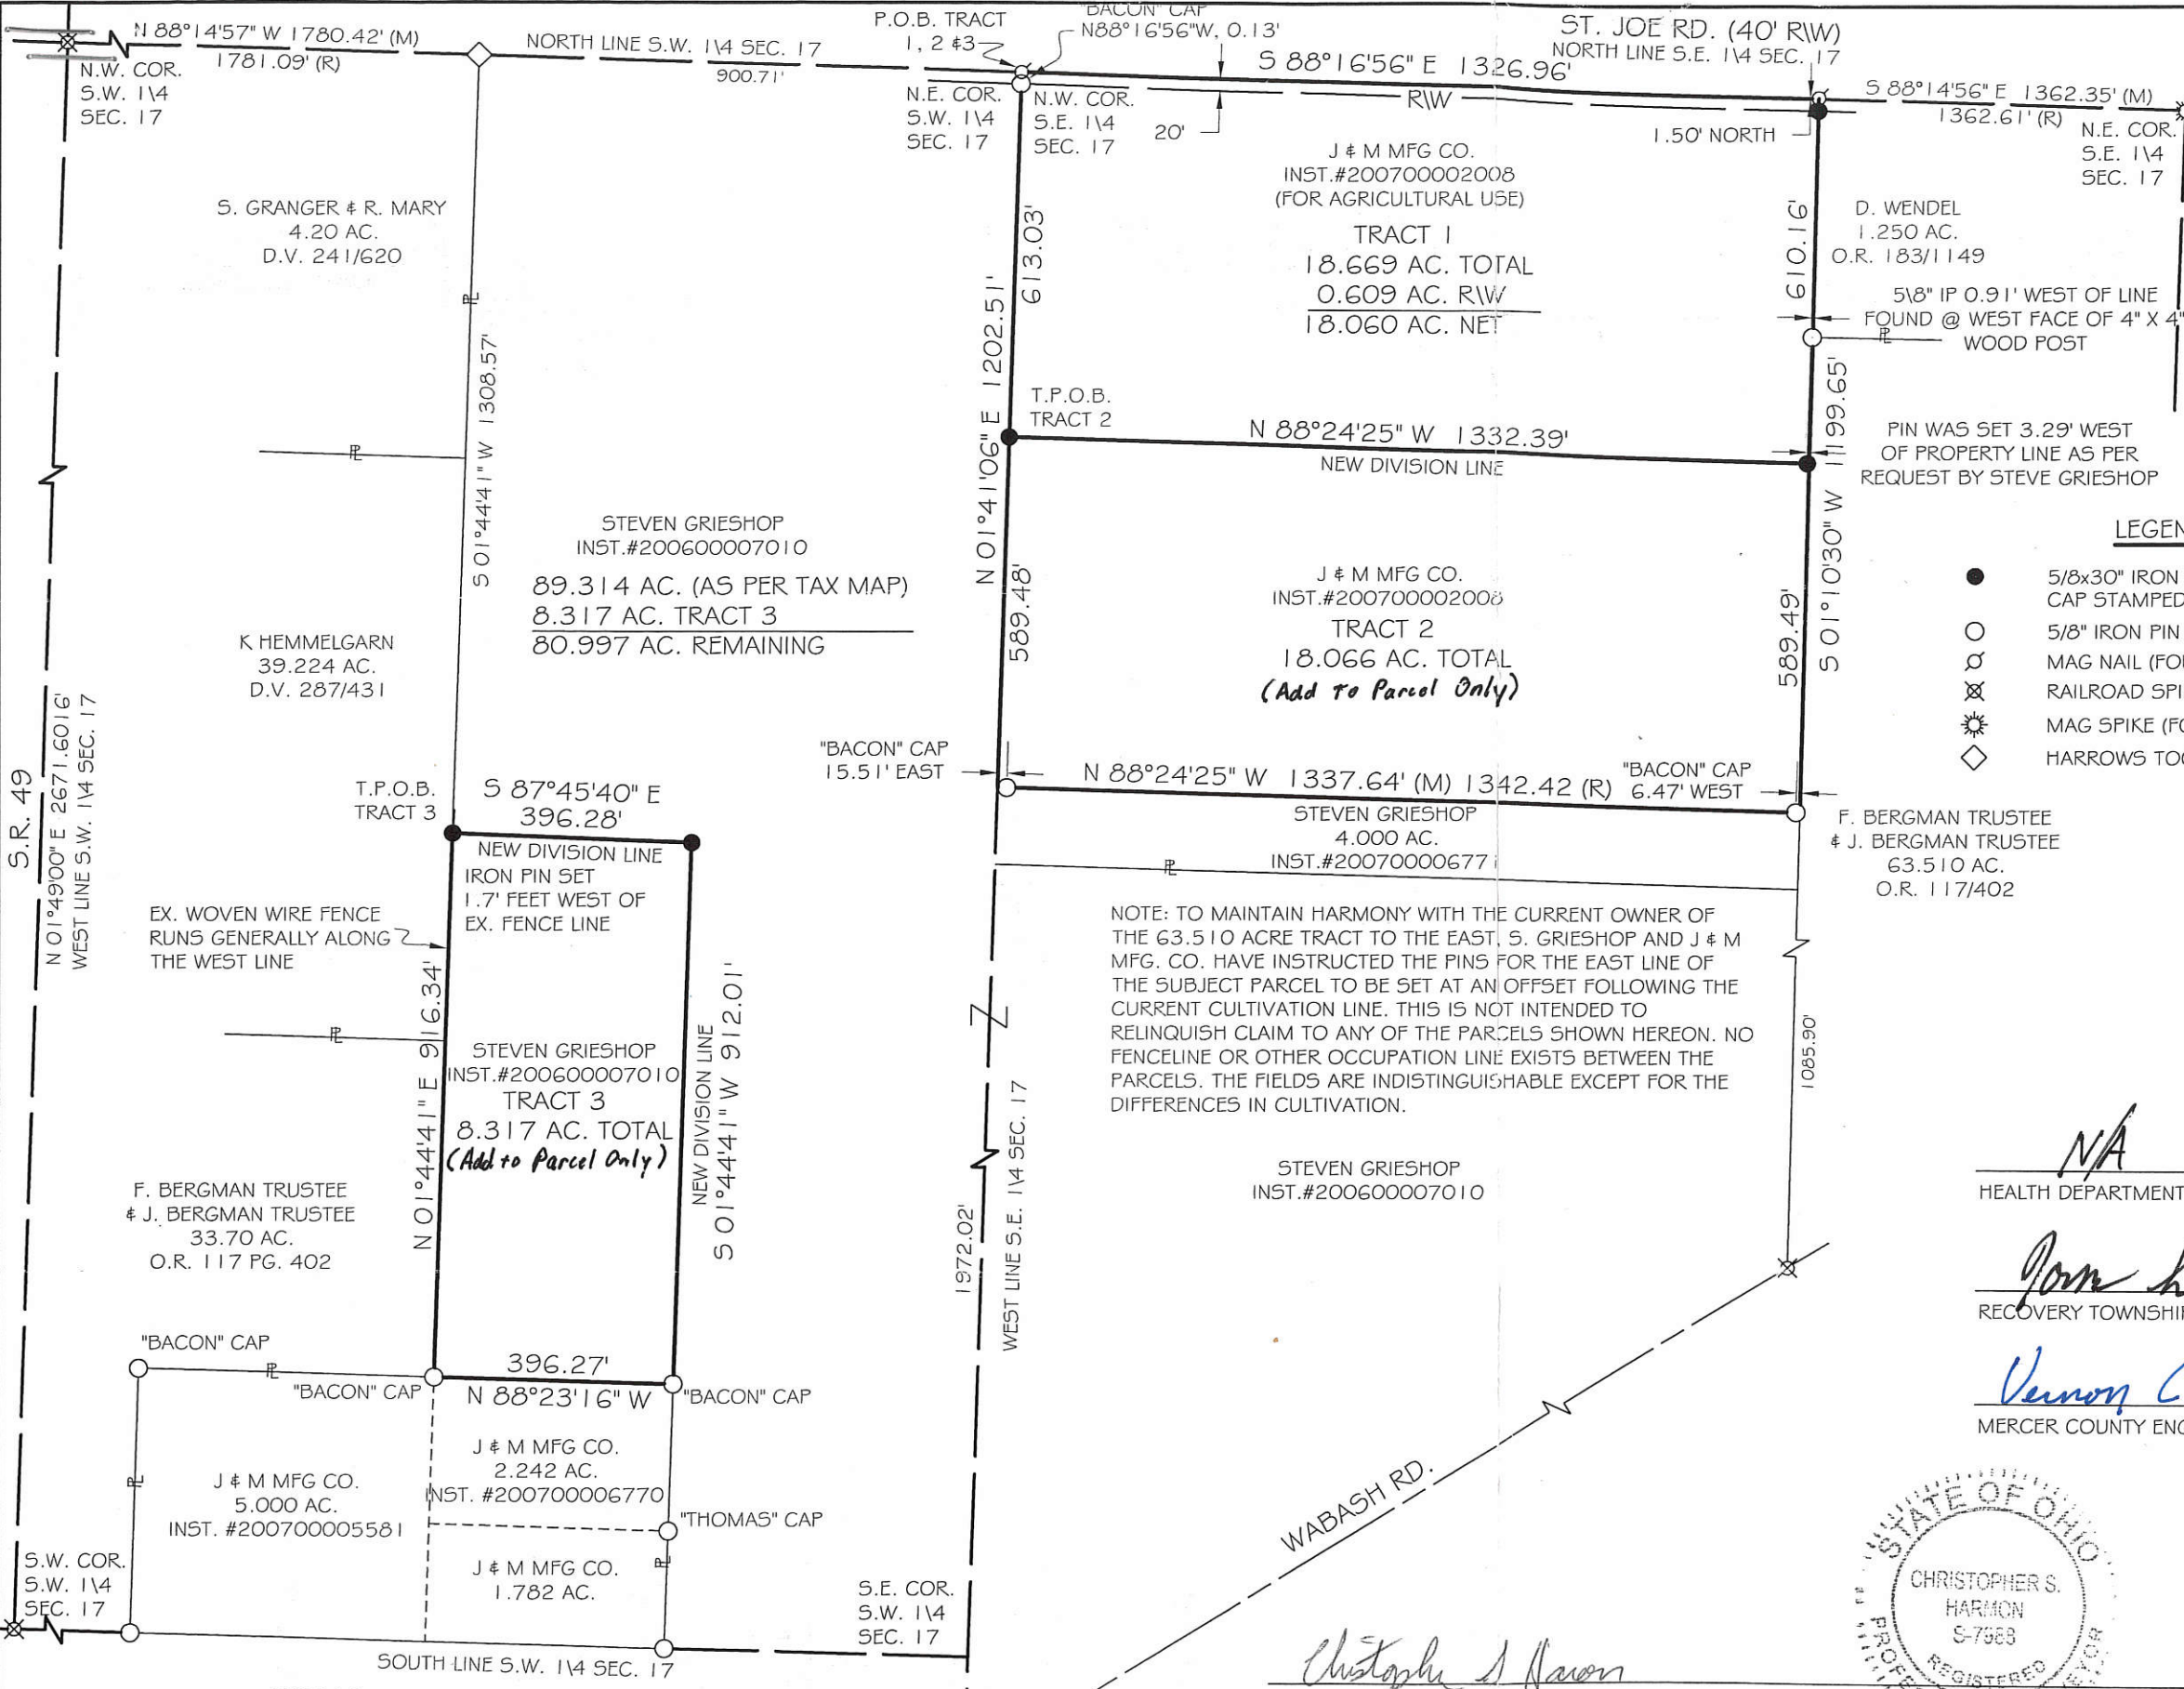 N 88°14'57" W 1780.42' (M)
1781.09' (R)
N.W. COR.
S.W. 1\4
SEC. 17
NORTH LINE S.W. 1\4 SEC. 17
900.71'
P.O.B. TRACT
1, 2 & 3
"BACON" CAP
N88°16'56"W, 0.13'
ST. JOE RD. (40' R\W)
NORTH LINE S.E. 1\4 SEC. 17
S 88°16'56" E 1326.96'
R\W
20'
N.E. COR.
S.W. 1\4
SEC. 17
N.W. COR.
S.E. 1\4
SEC. 17
1.50' NORTH
S 88°14'56" E 1362.35' (M)
1362.61' (R)
N.E. COR.
S.E. 1\4
SEC. 17
S. GRANGER & R. MARY
4.20 AC.
D.V. 241/620
J & M MFG CO.
INST.#200700002008
(FOR AGRICULTURAL USE)
TRACT 1
18.669 AC. TOTAL
0.609 AC. R\W
18.060 AC. NET
613.03'
N 01°41'06" E 1202.51'
610.16'
D. WENDEL
1.250 AC.
O.R. 183/1149
5\8" IP 0.91' WEST OF LINE
FOUND @ WEST FACE OF 4" X 4"
WOOD POST
S 01°44'41" W 1308.57'
T.P.O.B.
TRACT 2
N 88°24'25" W 1332.39'
NEW DIVISION LINE
S 01°10'30" W 1199.65'
PIN WAS SET 3.29' WEST
OF PROPERTY LINE AS PER
REQUEST BY STEVE GRIESHOP
STEVEN GRIESHOP
INST.#200600007010
89.314 AC. (AS PER TAX MAP)
8.317 AC. TRACT 3
80.997 AC. REMAINING
589.48'
J & M MFG CO.
INST.#200700002008
TRACT 2
18.066 AC. TOTAL
(Add to Parcel Only)
589.49'
5/8x30" IRON
CAP STAMPED
5/8" IRON PIN
MAG NAIL
RAILROAD
MAG SPIKE
HARROWS
K HEMMELGARN
39.224 AC.
D.V. 287/431
S.R. 49
N 01°49'00" E 2671.6016'
WEST LINE S.W. 1\4 SEC. 17
"BACON" CAP
15.51' EAST
N 88°24'25" W 1337.64' (M) 1342.42 (R)
"BACON" CAP
6.47' WEST
STEVEN GRIESHOP
4.000 AC.
INST.#200700006771
F. BERGMAN TRUSTEE
& J. BERGMAN TRUSTEE
63.510 AC.
O.R. 117/402
T.P.O.B.
TRACT 3
S 87°45'40" E
396.28'
NEW DIVISION LINE
IRON PIN SET
1.7' FEET WEST OF
EX. FENCE LINE
EX. WOVEN WIRE FENCE
RUNS GENERALLY ALONG
THE WEST LINE
NOTE: TO MAINTAIN HARMONY WITH THE CURRENT OWNER OF
THE 63.510 ACRE TRACT TO THE EAST, S. GRIESHOP AND J & M
MFG. CO. HAVE INSTRUCTED THE PINS FOR THE EAST LINE OF
THE SUBJECT PARCEL TO BE SET AT AN OFFSET FOLLOWING THE
CURRENT CULTIVATION LINE. THIS IS NOT INTENDED TO
RELINQUISH CLAIM TO ANY OF THE PARCELS SHOWN HEREON. NO
FENCELINE OR OTHER OCCUPATION LINE EXISTS BETWEEN THE
PARCELS. THE FIELDS ARE INDISTINGUISHABLE EXCEPT FOR THE
DIFFERENCES IN CULTIVATION.
N 01°44'41" E 916.34'
STEVEN GRIESHOP
INST.#200600007010
TRACT 3
8.317 AC. TOTAL
(Add to Parcel Only)
NEW DIVISION LINE
S 01°44'41" W 912.01'
1972.02'
WEST LINE S.E. 1\4 SEC. 17
1085.90'
STEVEN GRIESHOP
INST.#200600007010
N/A
HEALTH DEPARTMENT
RECOVERY TOWNSHIP
Vernon
MERCER COUNTY
F. BERGMAN TRUSTEE
& J. BERGMAN TRUSTEE
33.70 AC.
O.R. 117 PG. 402
"BACON" CAP
"BACON" CAP
396.27'
N 88°23'16" W
"BACON" CAP
J & M MFG CO.
2.242 AC.
INST. #200700006770
J & M MFG CO.
5.000 AC.
INST. #200700005581
"THOMAS" CAP
J & M MFG CO.
1.782 AC.
S.W. COR.
S.W. 1\4
SEC. 17
S.E. COR.
S.W. 1\4
SEC. 17
SOUTH LINE S.W. 1\4 SEC. 17
WABASH RD.
STATE OF OHIO
CHRISTOPHER S.
HARMON
S-7988
REGISTERED